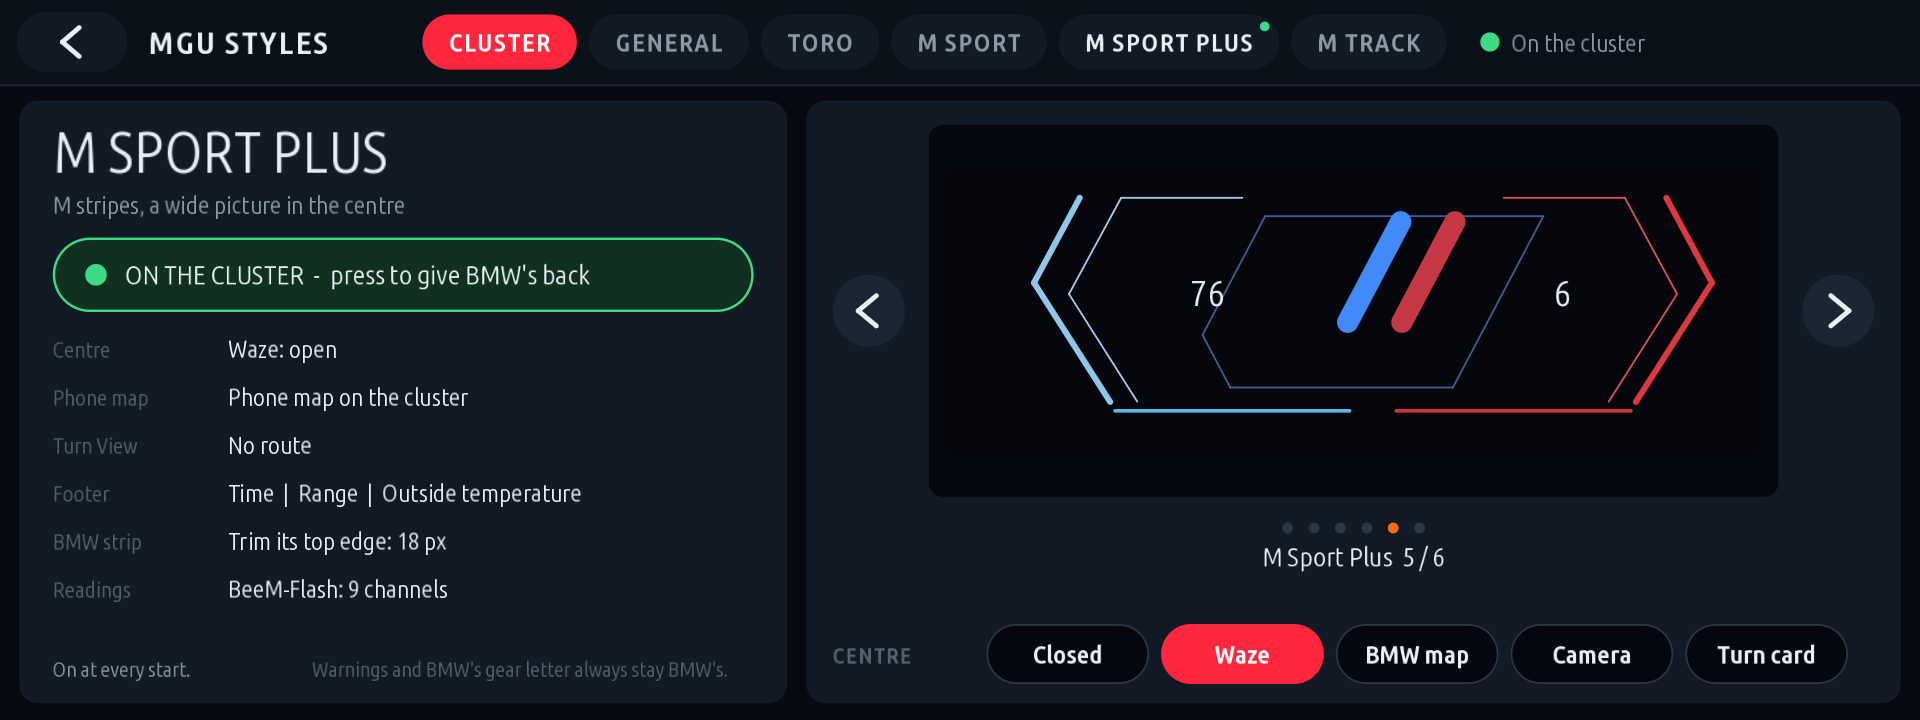 MGU STYLES
CLUSTER
GENERAL
TORO
M SPORT
M SPORT PLUS
M TRACK
On the cluster
M SPORT PLUS
M stripes, a wide picture in the centre
ON THE CLUSTER - press to give BMW's back
Centre Waze: open
Phone map Phone map on the cluster
Turn View No route
Footer Time | Range | Outside temperature
BMW strip Trim its top edge: 18 px
Readings BeeM-Flash: 9 channels
On at every start.
Warnings and BMW's gear letter always stay BMW's.
76
6
M Sport Plus 5 / 6
CENTRE
Closed
Waze
BMW map
Camera
Turn card